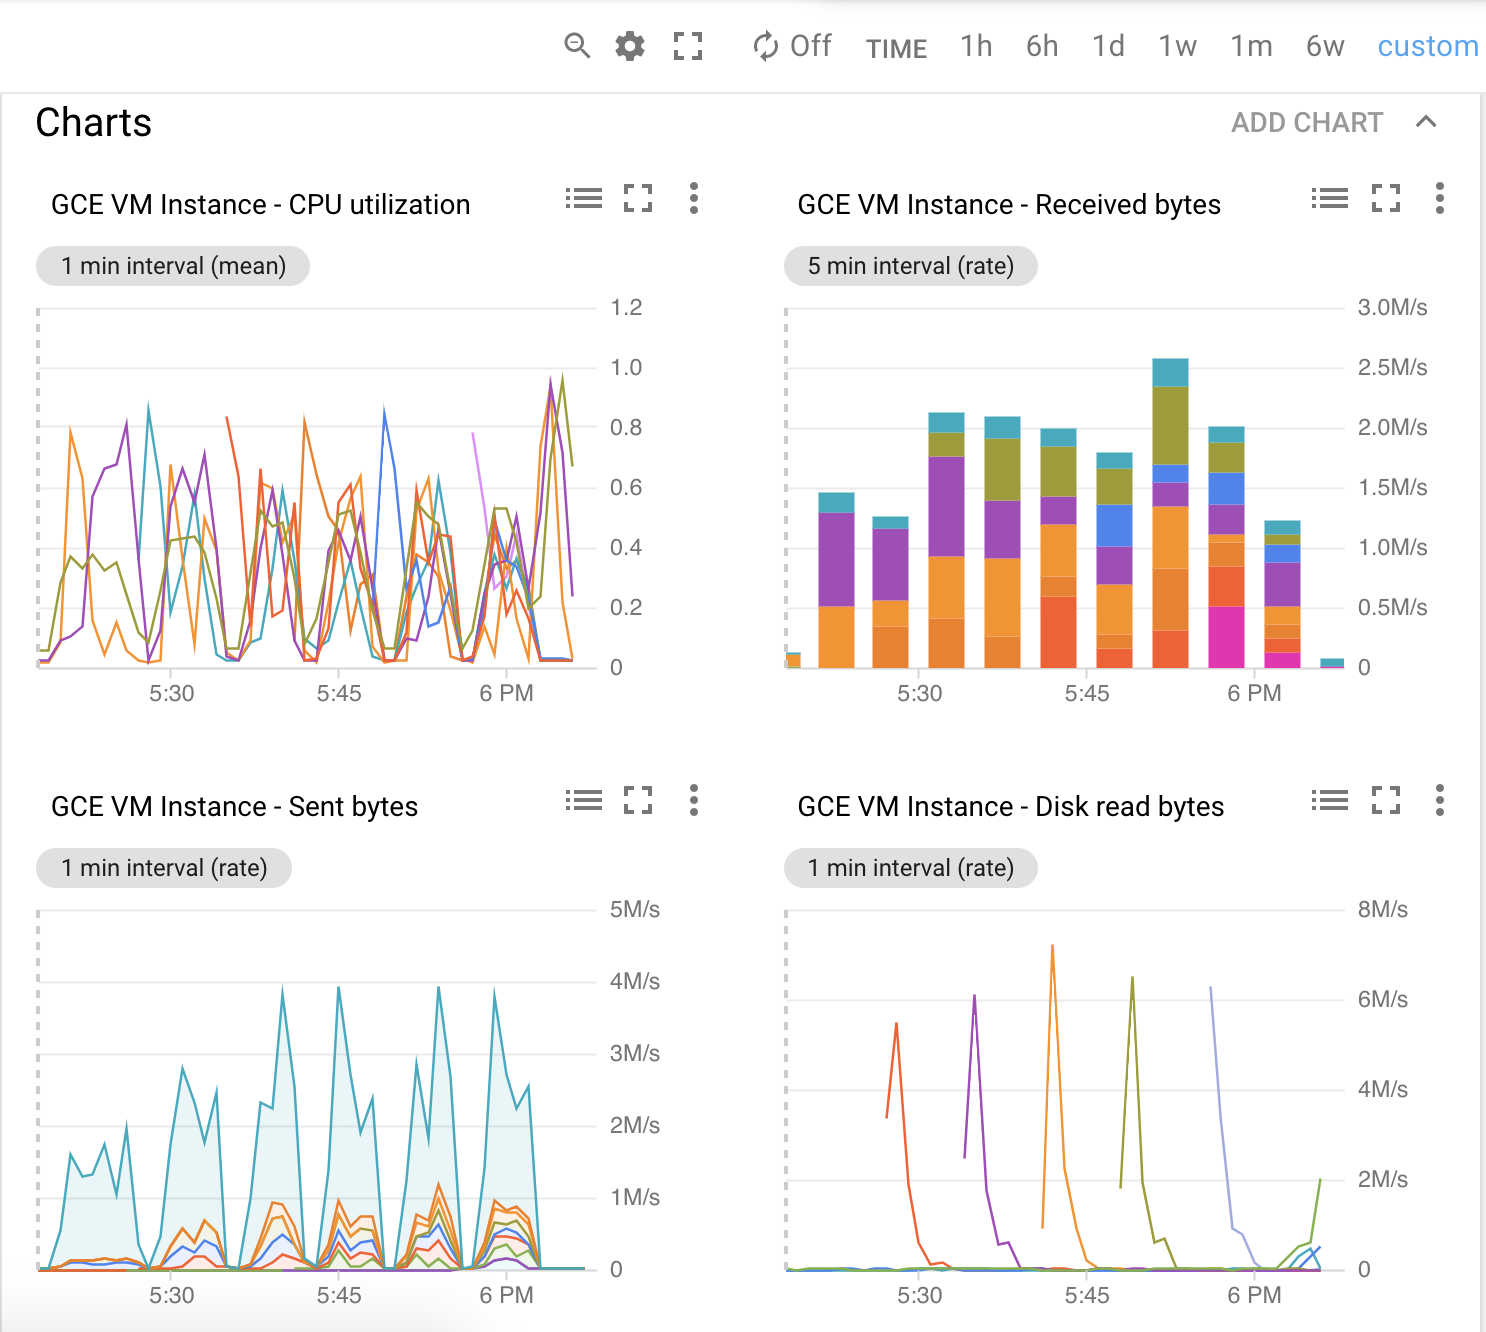 Off TIME 1h 6h 1d 1w 1m 6w custom
Charts
ADD CHART
GCE VM Instance - CPU utilization
1 min interval (mean)
1.2
1.0
0.8
0.6
0.4
0.2
0
5:30 5:45 6 PM
GCE VM Instance - Received bytes
5 min interval (rate)
3.0M/s
2.5M/s
2.0M/s
1.5M/s
1.0M/s
0.5M/s
0
5:30 5:45 6 PM
GCE VM Instance - Sent bytes
1 min interval (rate)
5M/s
4M/s
3M/s
2M/s
1M/s
0
5:30 5:45 6 PM
GCE VM Instance - Disk read bytes
1 min interval (rate)
8M/s
6M/s
4M/s
2M/s
0
5:30 5:45 6 PM